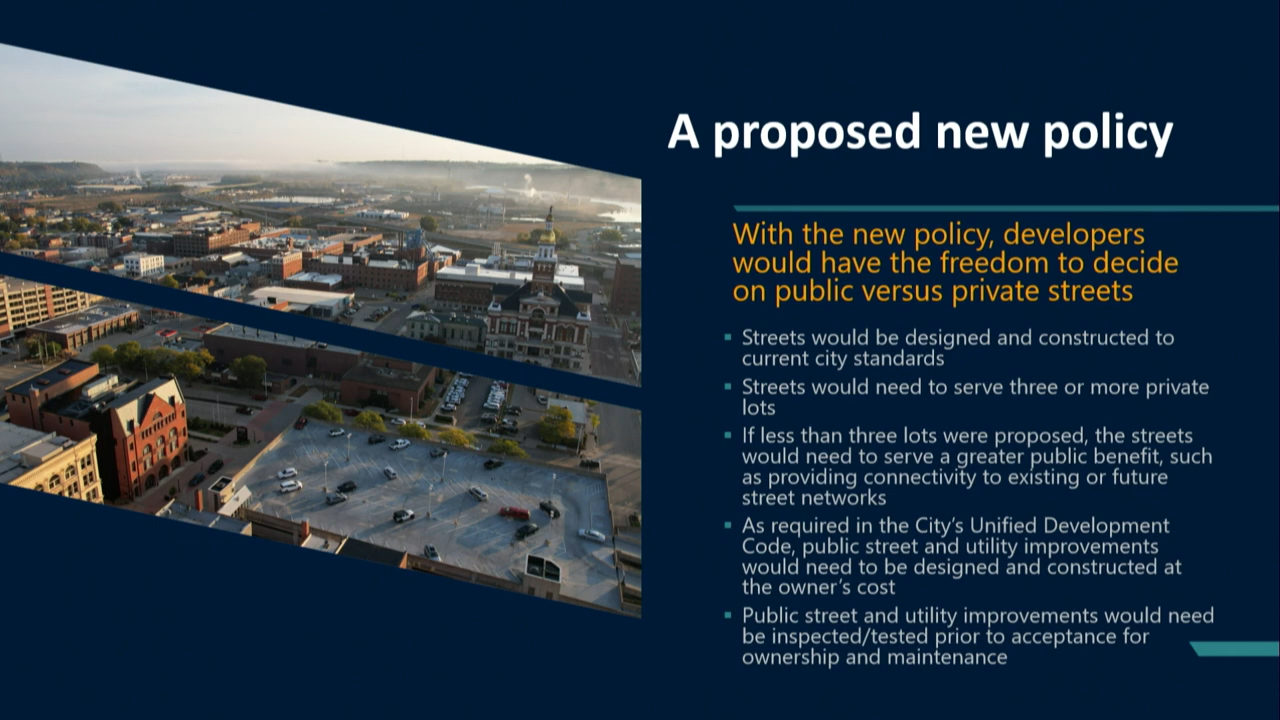 A proposed new policy
With the new policy, developers
would have the freedom to decide
on public versus private streets
Streets would be designed and constructed to
current city standards
Streets would need to serve three or more private
lots
If less than three lots were proposed, the streets
would need to serve a greater public benefit, such
as providing connectivity to existing or future
street networks
As required in the City’s Unified Development
Code, public street and utility improvements
would need to be designed and constructed at
the owner’s cost
Public street and utility improvements would need
be inspected/tested prior to acceptance for
ownership and maintenance